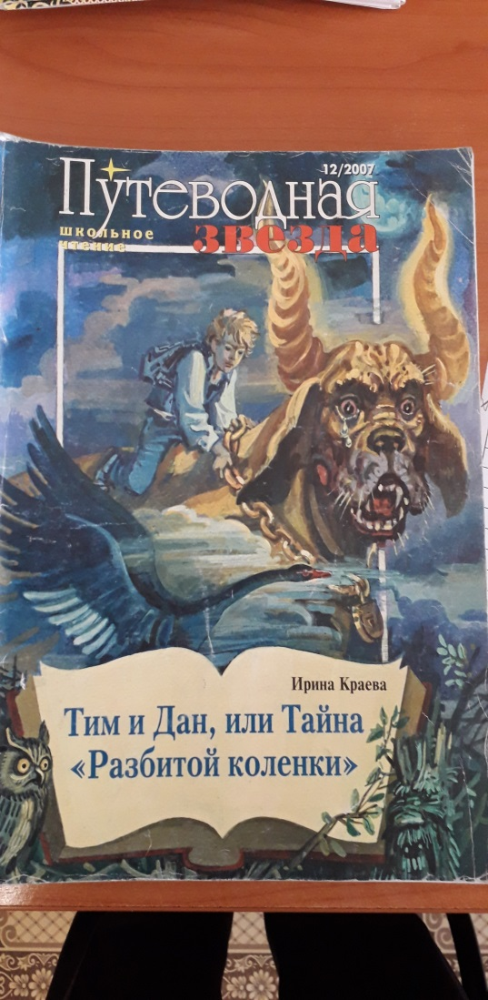 12/2007
Путеводная
школьное
чтение
звезда
Ирина Краева
Тим и Дан, или Тайна
«Разбитой коленки»